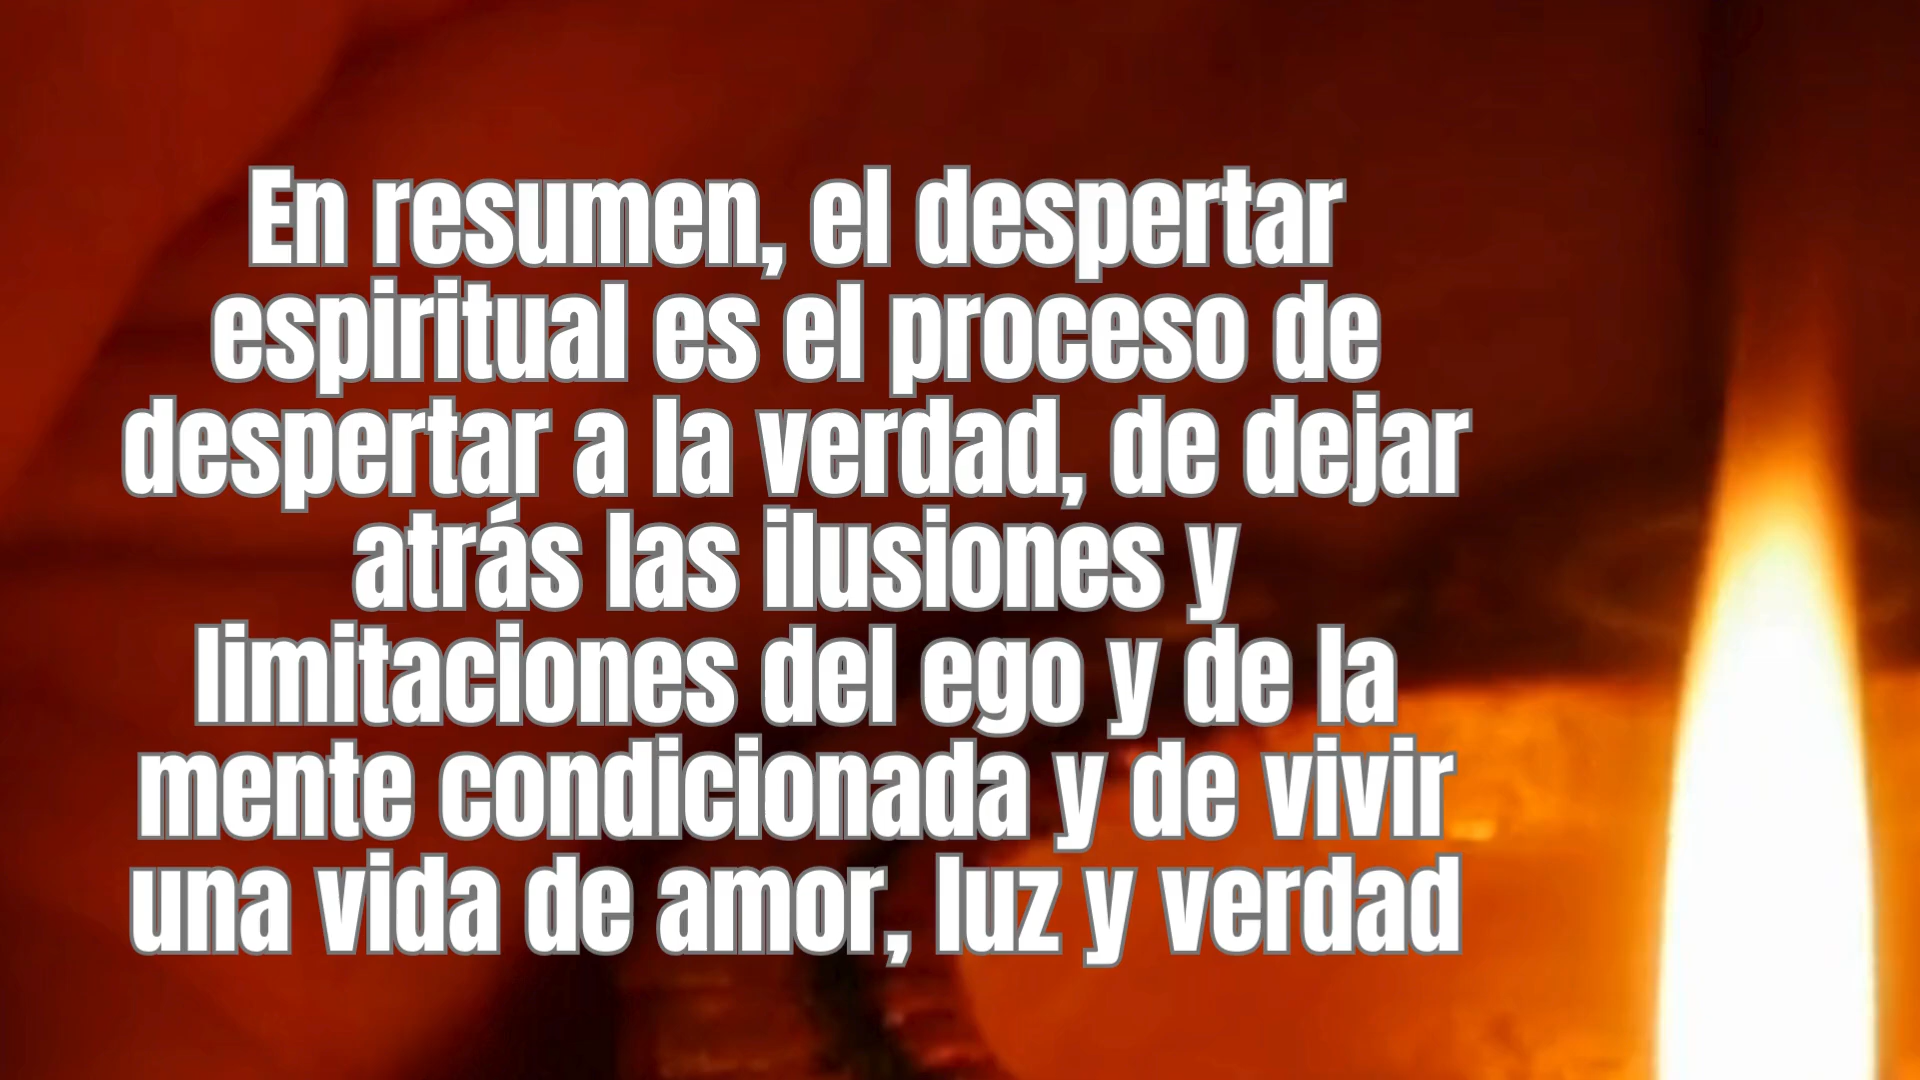 En resumen, el despertar
espiritual es el proceso de
despertar a la verdad, de dejar
atrás las ilusiones y
limitaciones del ego y de la
mente condicionada y de vivir
una vida de amor, luz y verdad